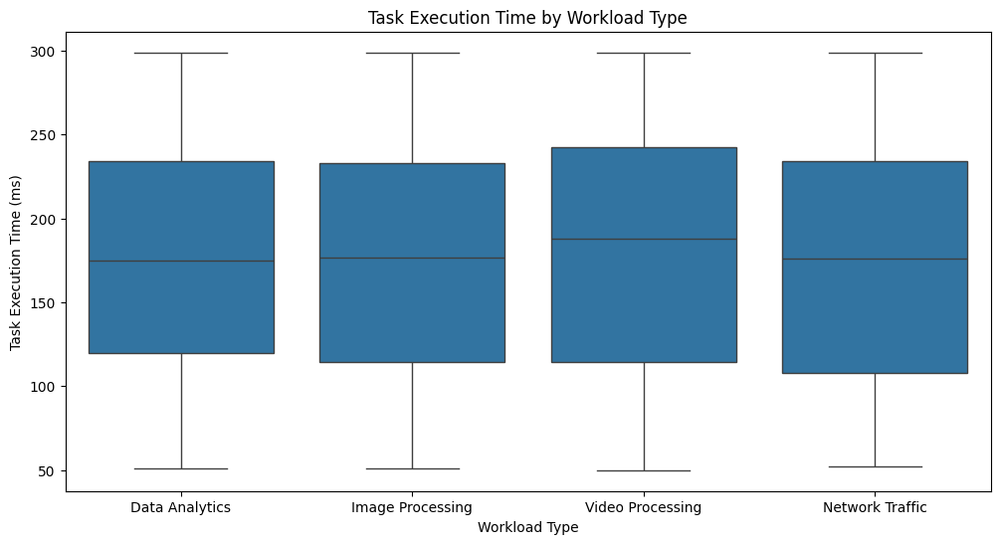 Task Execution Time by Workload Type
Task Execution Time (ms)
300
250
200
150
100
50
Data Analytics
Image Processing
Video Processing
Network Traffic
Workload Type